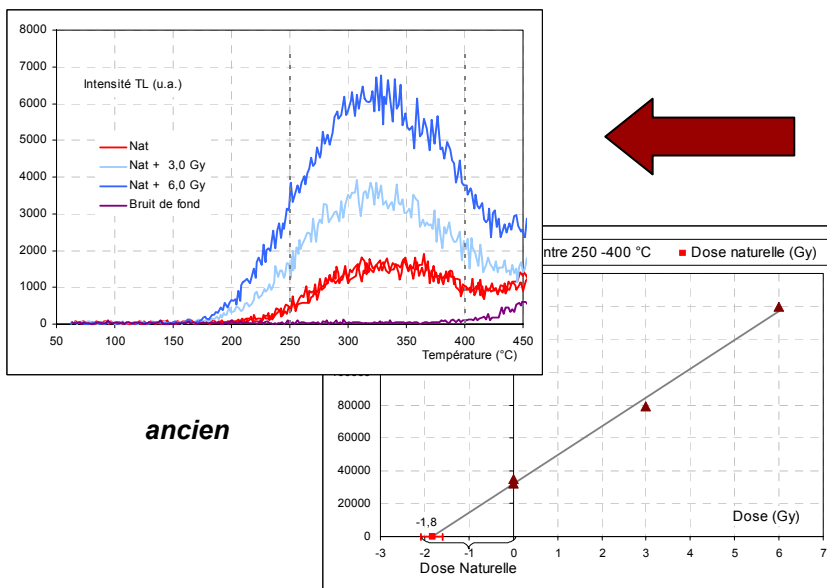 8000
7000
6000
5000
4000
3000
2000
1000
0
Intensité TL (u.a.)
Nat
Nat + 3,0 Gy
Nat + 6,0 Gy
Bruit de fond
50 100 150 200 250 300 350 400 450
Température (°C)
ancien
ntre 250 -400 °C Dose naturelle (Gy)
80000
60000
40000
20000
0
-1,8
Dose (Gy)
-3 -2 -1 0 1 2 3 4 5 6 7
Dose Naturelle